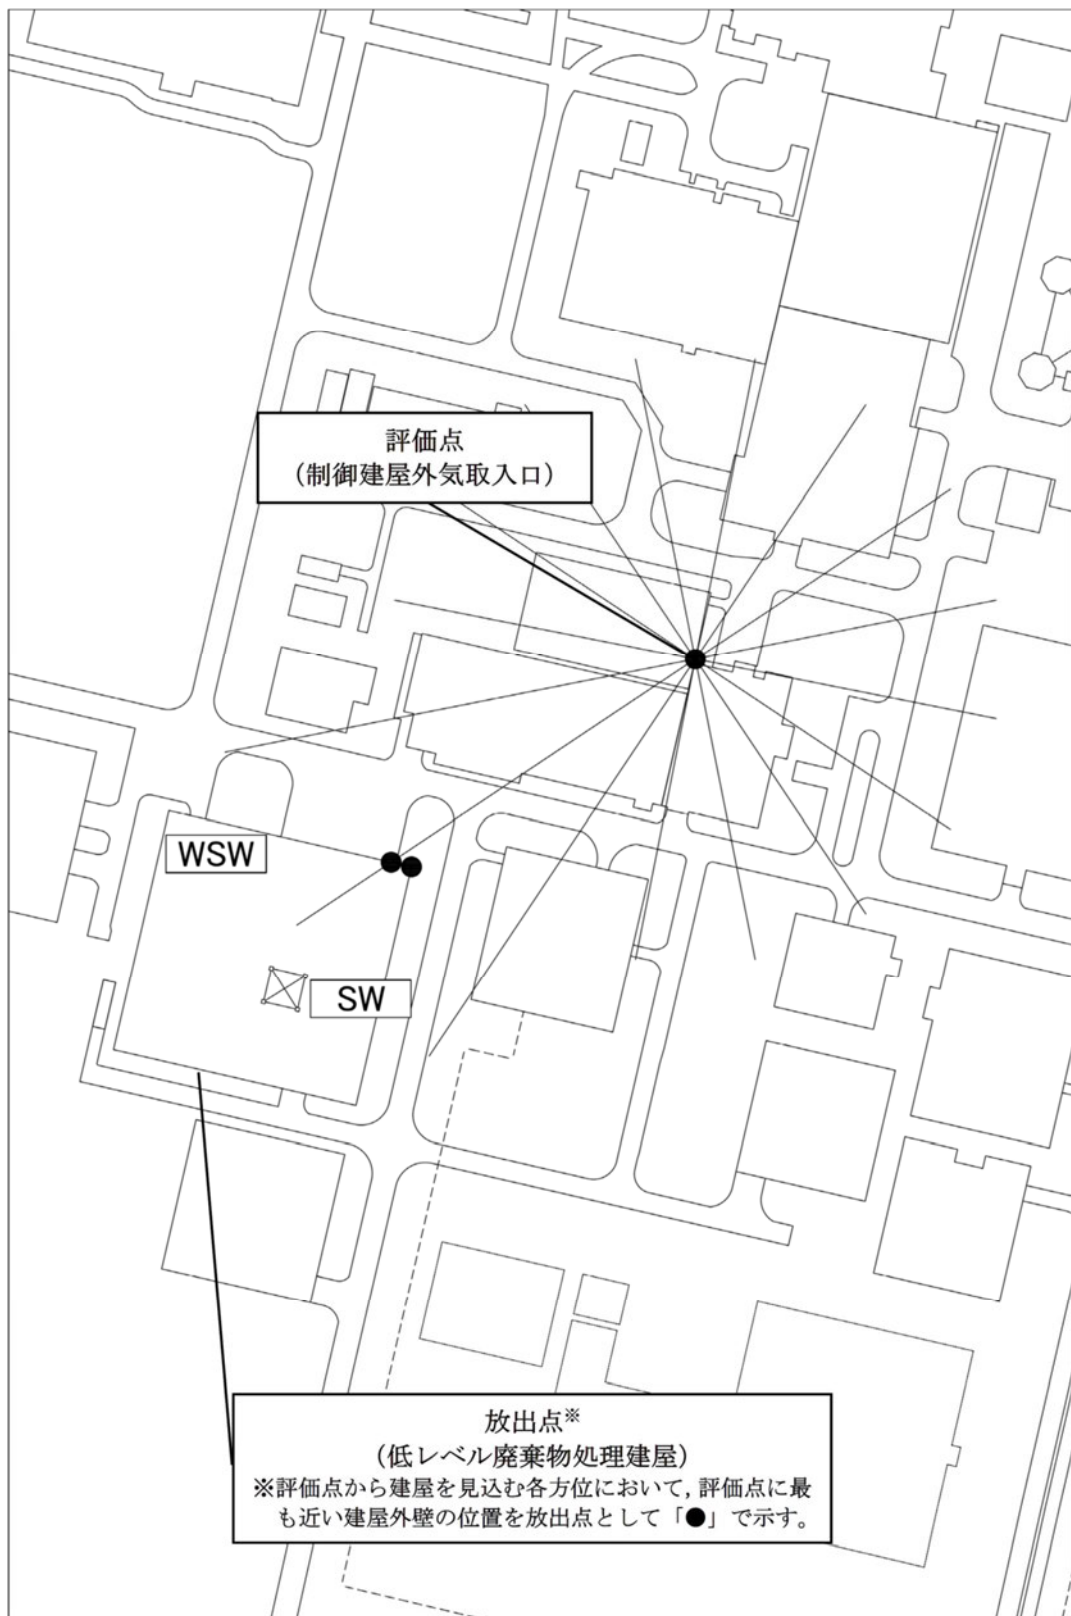 評価点
（制御建屋外気取入口）
WSW
SW
放出点※
（低レベル廃棄物処理建屋）
※評価点から建屋を見込む各方位において，評価点に最
も近い建屋外壁の位置を放出点として「●」で示す。